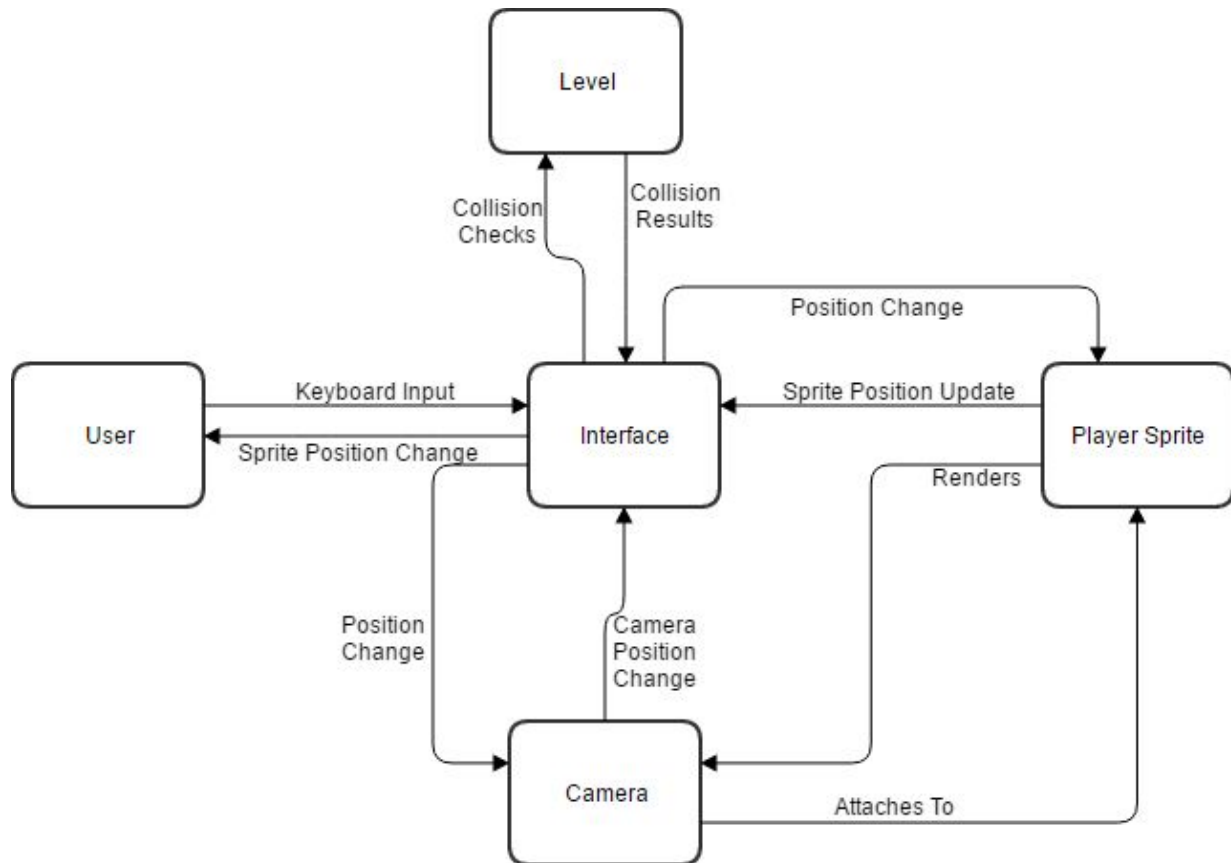 Level
Collision
Checks
Collision
Results
Position Change
Keyboard Input
Sprite Position Update
User
Interface
Player Sprite
Sprite Position Change
Renders
Position
Change
Camera
Position
Change
Camera
Attaches To